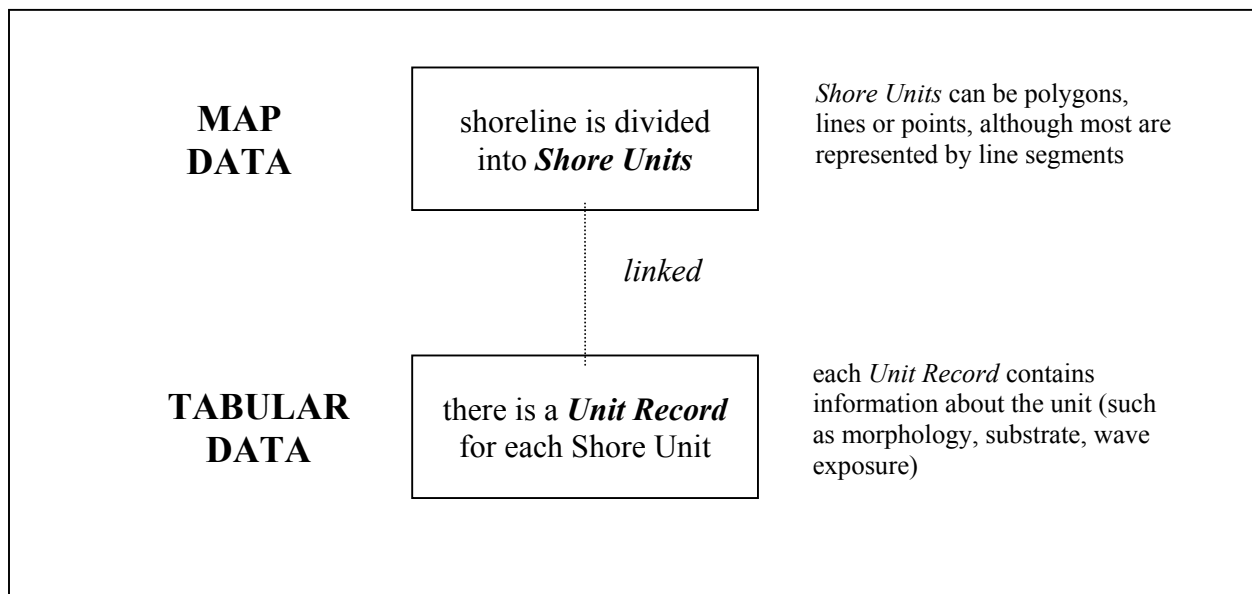 MAP
DATA
shoreline is divided
into Shore Units
Shore Units can be polygons,
lines or points, although most are
represented by line segments
linked
TABULAR
DATA
there is a Unit Record
for each Shore Unit
each Unit Record contains
information about the unit (such
as morphology, substrate, wave
exposure)